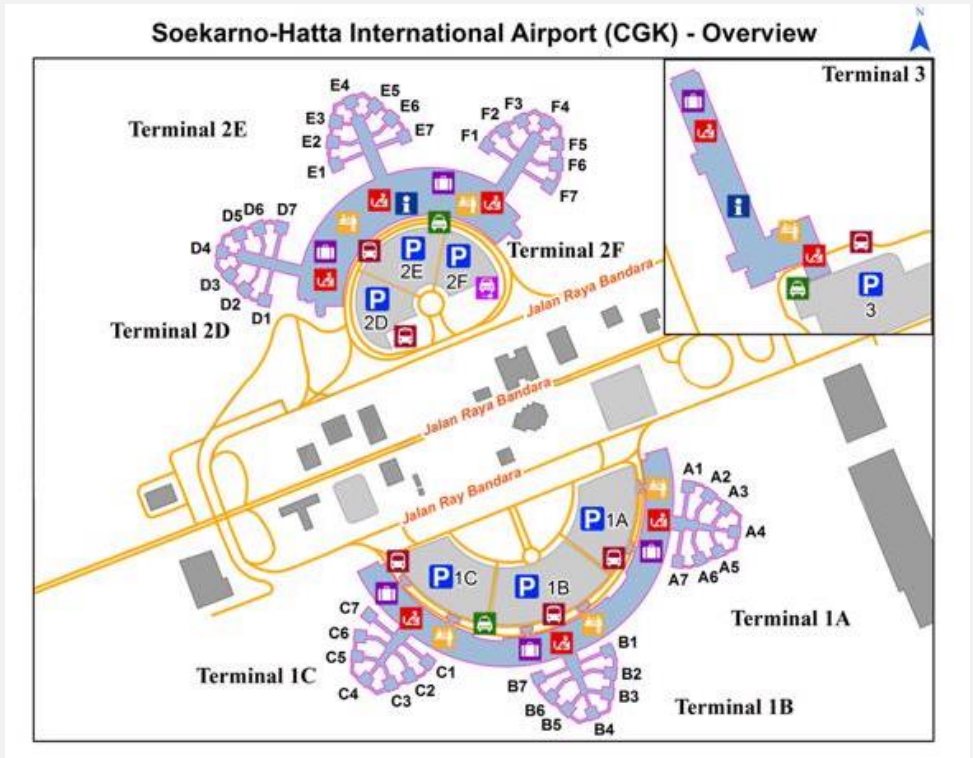 N
Soekarno-Hatta International Airport (CGK) - Overview
Terminal 3
P
3
Terminal 2E
E1
E2
E3
E4
E5
E6
E7
F1
F2
F3
F4
F5
F6
F7
Terminal 2F
D1
D2
D3
D4
D5
D6
D7
Terminal 2D
P
2E
P
2F
P
2D
i
i
Jalan Raya Bandara
Jalan Raya Bandara
Jalan Ray Bandara
P 1A
P 1B
P 1C
A1
A2
A3
A4
A5
A6
A7
Terminal 1A
B1
B2
B3
B4
B5
B6
B7
Terminal 1B
C1
C2
C3
C4
C5
C6
C7
Terminal 1C